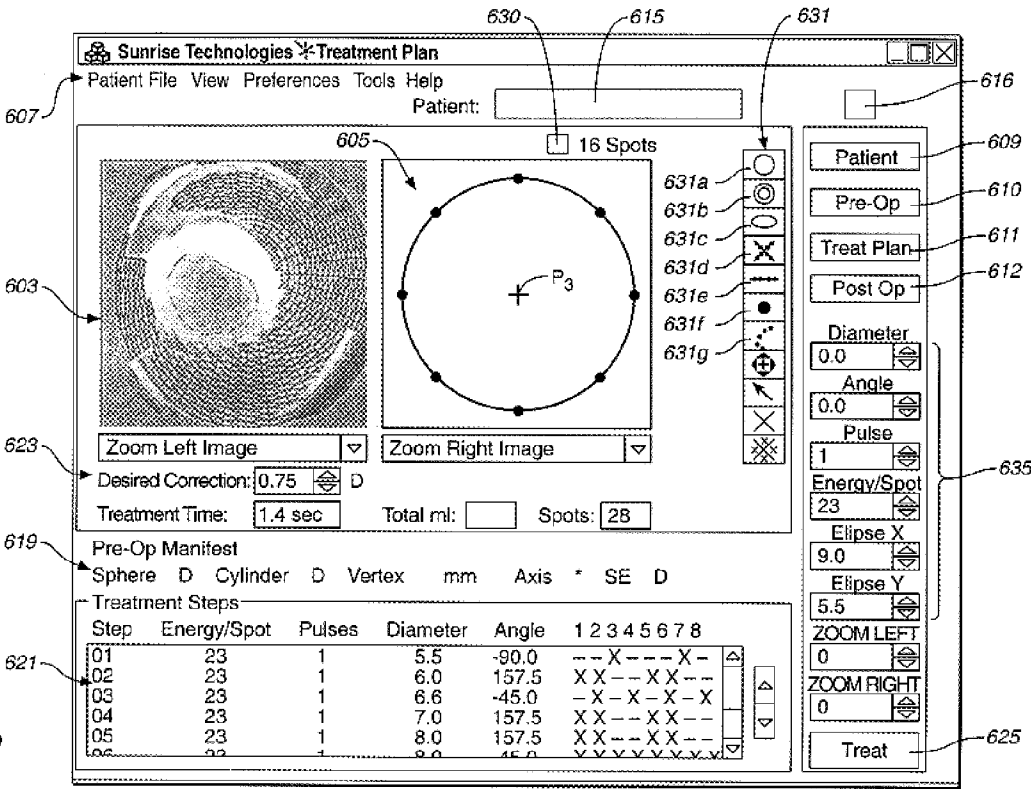 630
615
631
Sunrise Technologies Treatment Plan
Patient File View Preferences Tools Help
607
Patient:
616
605
16 Spots
631a
631b
631c
631d
631e
631f
631g
Patient
609
Pre-Op
610
Treat Plan
611
Post Op
612
603
P3
Diameter
0.0
Angle
0.0
Pulse
1
Energy/Spot
23
Elipse X
9.0
Elipse Y
5.5
635
ZOOM LEFT
0
ZOOM RIGHT
0
Treat
625
Zoom Left Image
Zoom Right Image
623
Desired Correction: 0.75 D
Treatment Time: 1.4 sec Total ml: Spots: 28
Pre-Op Manifest
619
Sphere D Cylinder D Vertex mm Axis * SE D
Treatment Steps
Step Energy/Spot Pulses Diameter Angle 1 2 3 4 5 6 7 8
621
01 23 1 5.5 -90.0 – – X – – – X –
02 23 1 6.0 157.5 X X – – X X – –
03 23 1 6.6 -45.0 – X – X – X – X
04 23 1 7.0 157.5 X X – – X X – –
05 23 1 8.0 157.5 X X – – X X – –